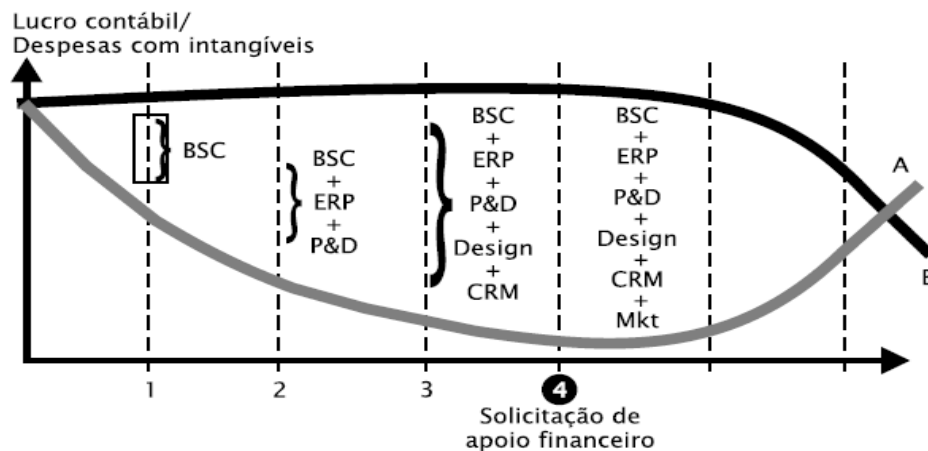 Lucro contábil/
Despesas com intangíveis
BSC
BSC
+
ERP
+
P&D
BSC
+
ERP
+
P&D
+
Design
+
CRM
BSC
+
ERP
+
P&D
+
Design
+
CRM
+
Mkt
A
1
2
3
4
Solicitação de
apoio financeiro